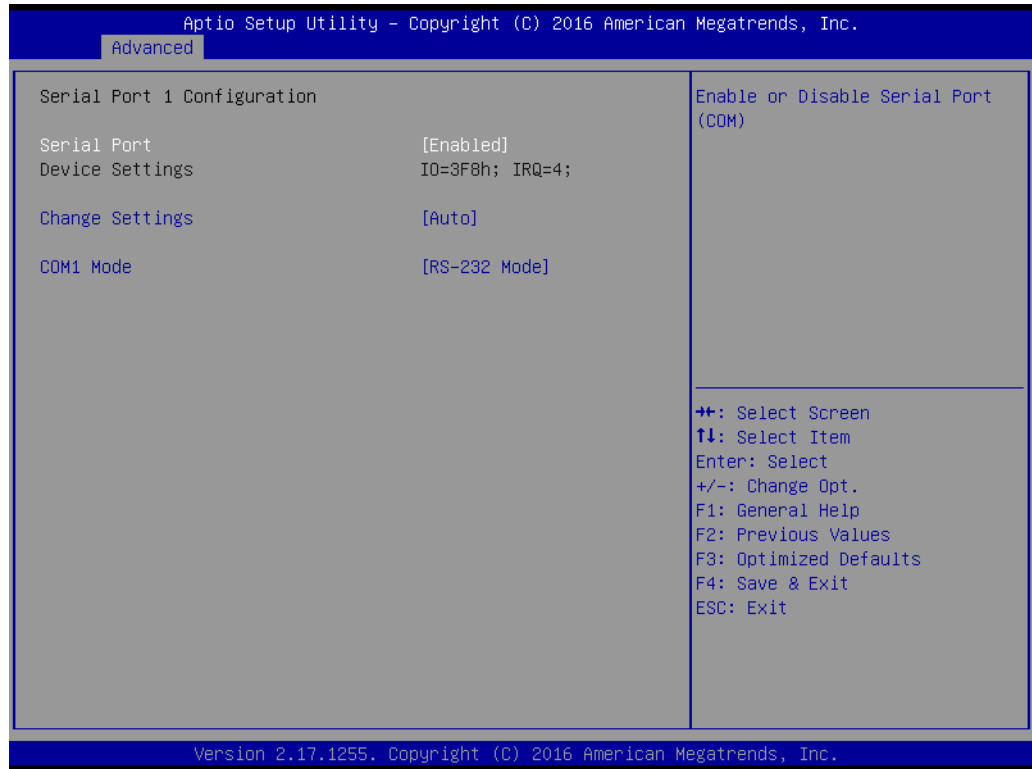 Aptio Setup Utility – Copyright (C) 2016 American Megatrends, Inc.
Advanced
Serial Port 1 Configuration
Serial Port [Enabled]
Device Settings IO=3F8h; IRQ=4;
Change Settings [Auto]
COM1 Mode [RS-232 Mode]
Enable or Disable Serial Port
(COM)
→←: Select Screen
↑↓: Select Item
Enter: Select
+/-: Change Opt.
F1: General Help
F2: Previous Values
F3: Optimized Defaults
F4: Save & Exit
ESC: Exit
Version 2.17.1255. Copyright (C) 2016 American Megatrends, Inc.